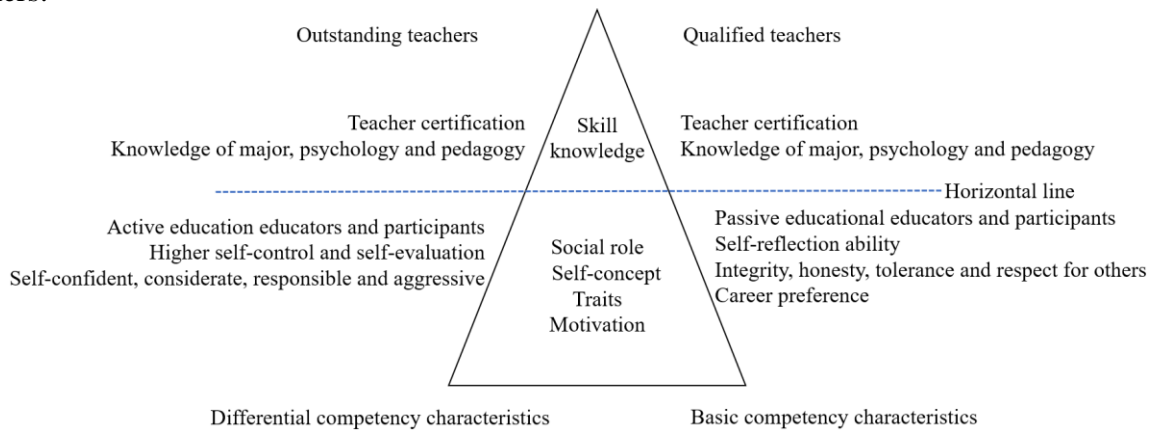 Outstanding teachers
Qualified teachers
Teacher certification
Knowledge of major, psychology and pedagogy
Skill
knowledge
Teacher certification
Knowledge of major, psychology and pedagogy
Horizontal line
Active education educators and participants
Higher self-control and self-evaluation
Self-confident, considerate, responsible and aggressive
Social role
Self-concept
Traits
Motivation
Passive educational educators and participants
Self-reflection ability
Integrity, honesty, tolerance and respect for others
Career preference
Differential competency characteristics
Basic competency characteristics